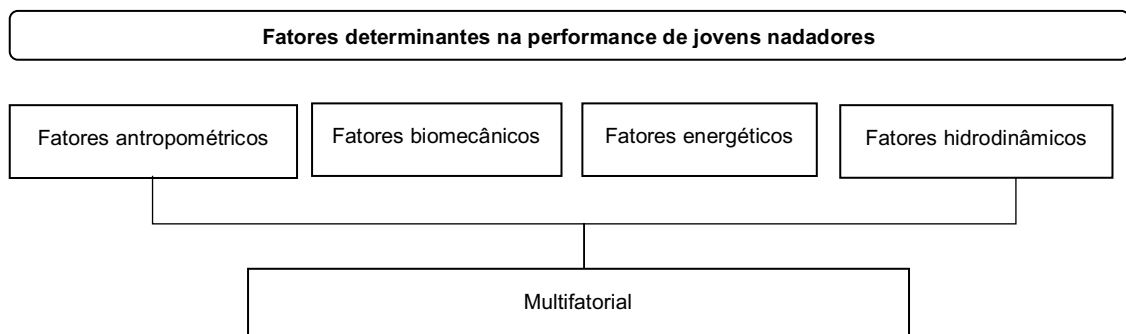 Fatores determinantes na performance de jovens nadadores
Fatores antropométricos
Fatores biomecânicos
Fatores energéticos
Fatores hidrodinâmicos
Multifatorial